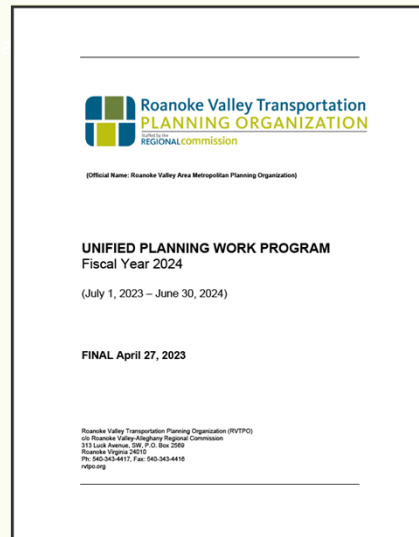 Roanoke Valley Transportation
PLANNING ORGANIZATION
Staffed by the
REGIONALcommission
(Official Name: Roanoke Valley Area Metropolitan Planning Organization)
UNIFIED PLANNING WORK PROGRAM
Fiscal Year 2024
(July 1, 2023 – June 30, 2024)
FINAL April 27, 2023
Roanoke Valley Transportation Planning Organization (RVTPO)
c/o Roanoke Valley-Alleghany Regional Commission
313 Luck Avenue, SW, P.O. Box 2569
Roanoke Virginia 24010
Ph: 540-343-4417, Fax: 540-343-4416
rvtpo.org